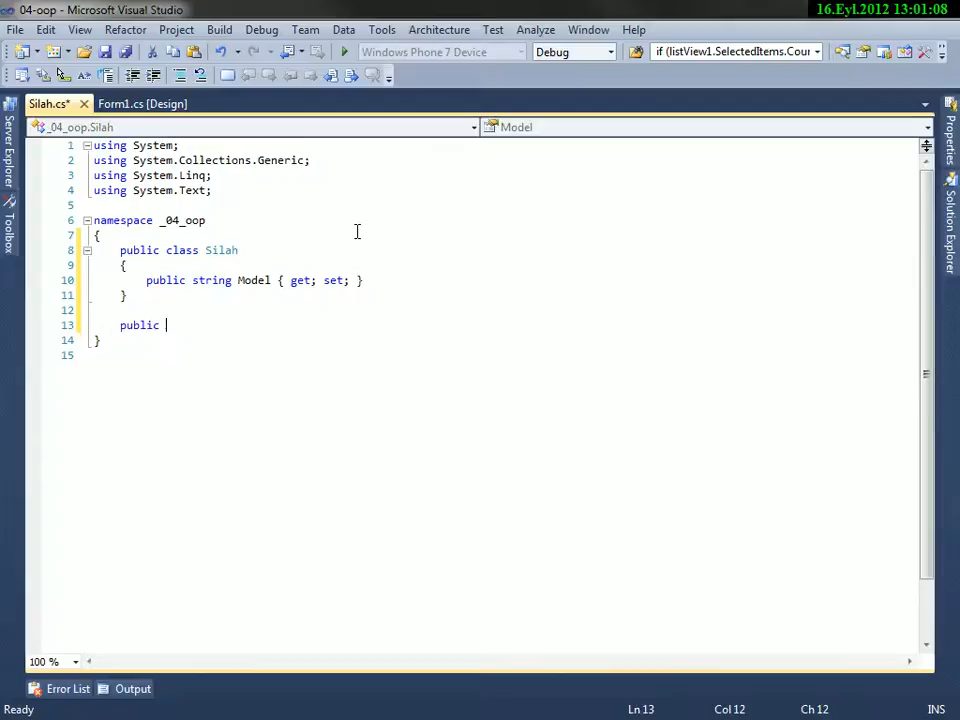 04-oop - Microsoft Visual Studio
16.Eyl.2012 13:01:08
File Edit View Refactor Project Build Debug Team Data Tools Architecture Test Analyze Window Help
Windows Phone 7 Device Debug if (listView1.SelectedItems.Cour
Silah.cs* Form1.cs [Design]
_04_oop.Silah Model
1 using System;
2 using System.Collections.Generic;
3 using System.Linq;
4 using System.Text;
5
6 namespace _04_oop
7 {
8 public class Silah
9 {
10 public string Model { get; set; }
11 }
12
13 public
14 }
15
Server Explorer
Toolbox
Properties
Solution Explorer
100 %
Error List Output
Ready Ln 13 Col 12 Ch 12 INS